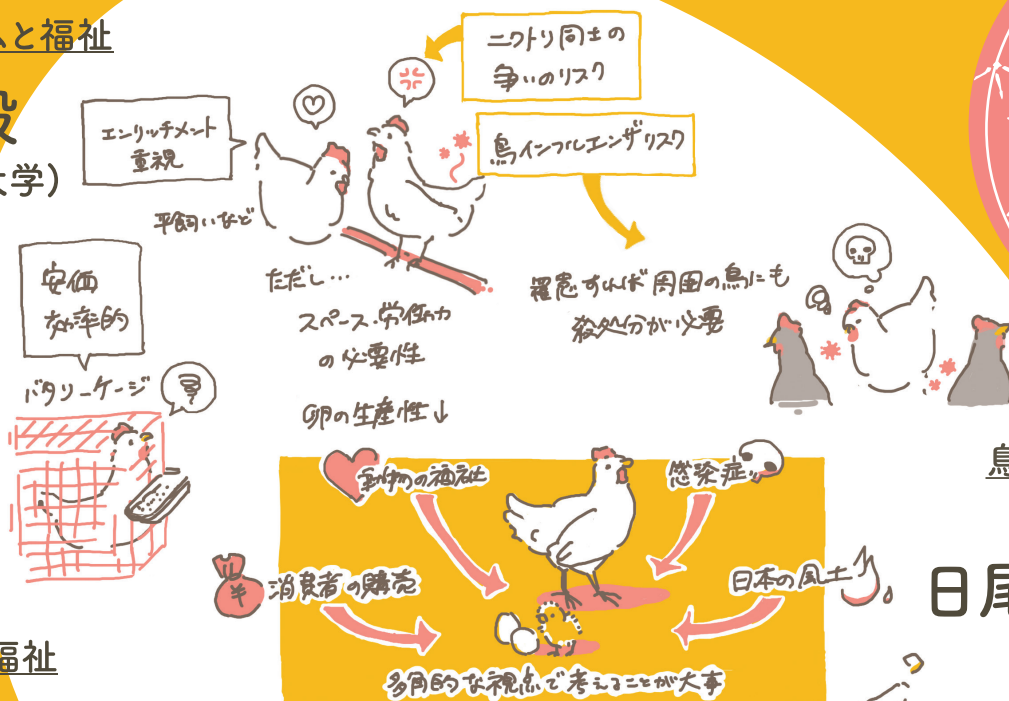 と福祉
大学)
エンリッチメント
重視
平飼いなど
ニワトリ同士の
争いのリスク
鳥インフルエンザリスク
安価
効率的
バタリーケージ
ただし…
スペース・労働力
の必要性
卵の生産性↓
罹患すれば周囲の鳥にも
殺処分が必要
動物の福祉
感染症
消費者の購売
日本の風土
多角的な視点で考えることが大事
鳥
日尾
福祉